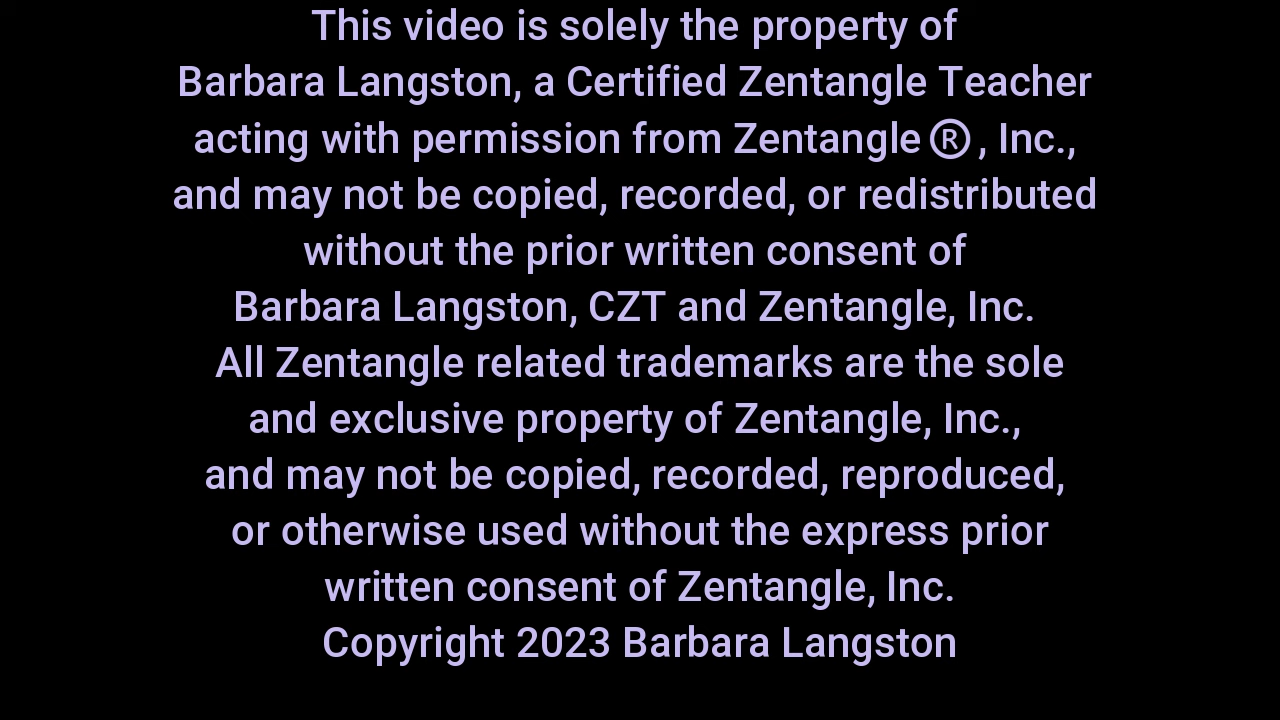 This video is solely the property of
Barbara Langston, a Certified Zentangle Teacher
acting with permission from Zentangle®, Inc.,
and may not be copied, recorded, or redistributed
without the prior written consent of
Barbara Langston, CZT and Zentangle, Inc.
All Zentangle related trademarks are the sole
and exclusive property of Zentangle, Inc.,
and may not be copied, recorded, reproduced,
or otherwise used without the express prior
written consent of Zentangle, Inc.
Copyright 2023 Barbara Langston